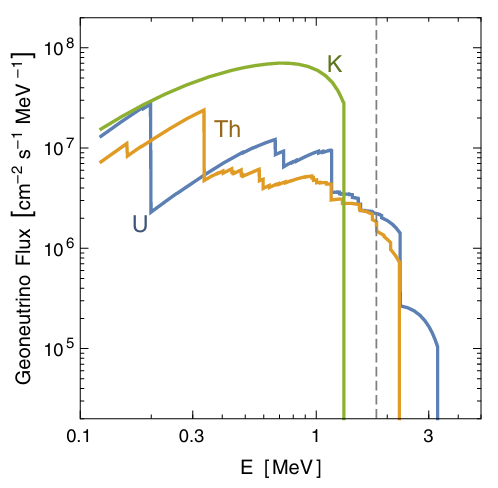 Geoneutrino Flux [cm⁻² s⁻¹ MeV⁻¹]
10⁸
10⁷
10⁶
10⁵
K
Th
U
0.1 0.3 1 3
E [MeV]